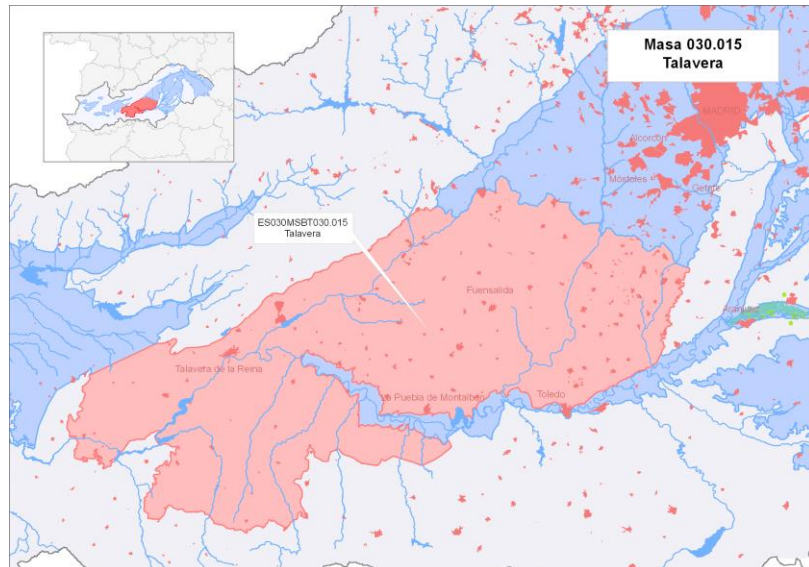 Masa 030.015
Talavera
MADRID
Alcorcón
Móstoles
Getafe
ES030MSBT030.015
Talavera
Fuensalida
Aranjuez
Talavera de la Reina
La Puebla de Montalbán
Toledo